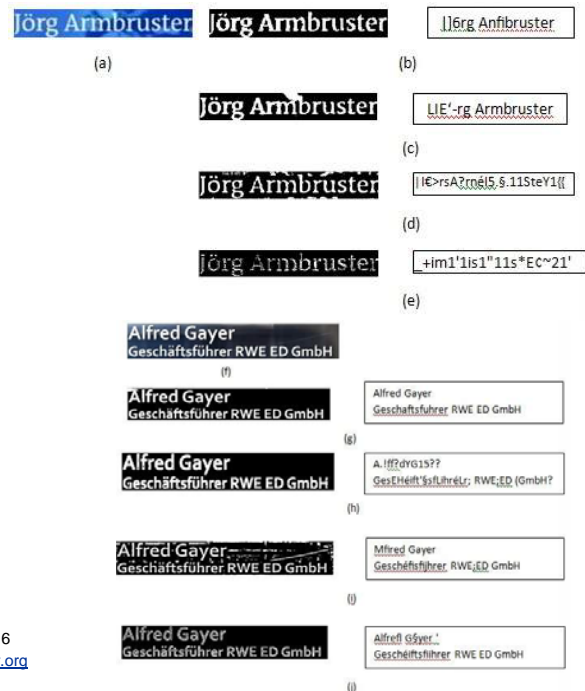 Jörg Armbruster Jörg Armbruster |]6rg Anfibruster
(a) (b)
Jörg Armbruster LIE‘-rg Armbruster
(c)
Jörg Armbruster ||€>rsA?rnél5.§.11SteY1{{
(d)
Jörg Armbruster _+im1'1is1"11s*E¢~21'
(e)
Alfred Gayer
Geschäftsführer RWE ED GmbH
(f)
Alfred Gayer Alfred Gayer
Geschäftsführer RWE ED GmbH Geschaftsfuhrer RWE ED GmbH
(g)
Alfred Gayer A.!ff?dYG15??
Geschäftsführer RWE ED GmbH GesEHéift'§sfLihréLr; RWE;ED (GmbH?
(h)
Alfred Gayer Mfired Gayer
Geschäftsführer RWE ED GmbH Geschéfisfijhrer RWE;ED GmbH
(i)
Alfred Gayer Alfrefl G§yer '
Geschäftsführer RWE ED GmbH Geschéiftsfiihrer RWE ED GmbH
(j)
6
.org